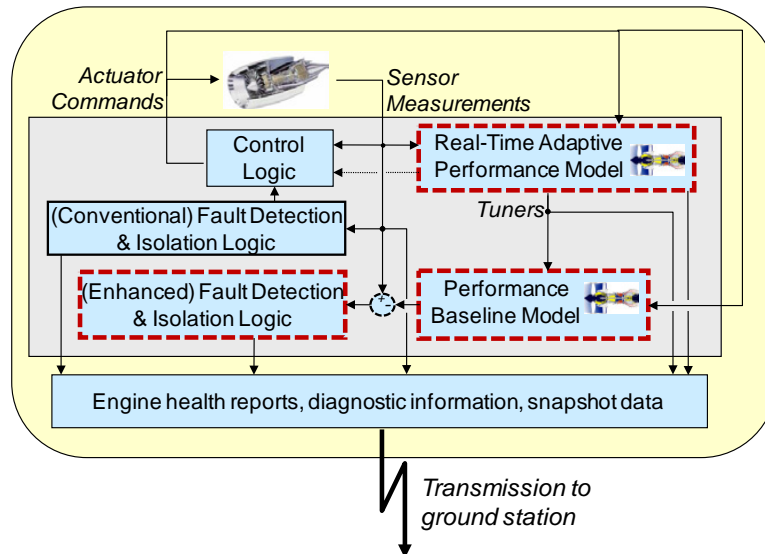 Actuator
Commands
Sensor
Measurements
Control
Logic
Real-Time Adaptive
Performance Model
Tuners
(Conventional) Fault Detection
& Isolation Logic
(Enhanced) Fault Detection
& Isolation Logic
+
-
Performance
Baseline Model
Engine health reports, diagnostic information, snapshot data
Transmission to
ground station